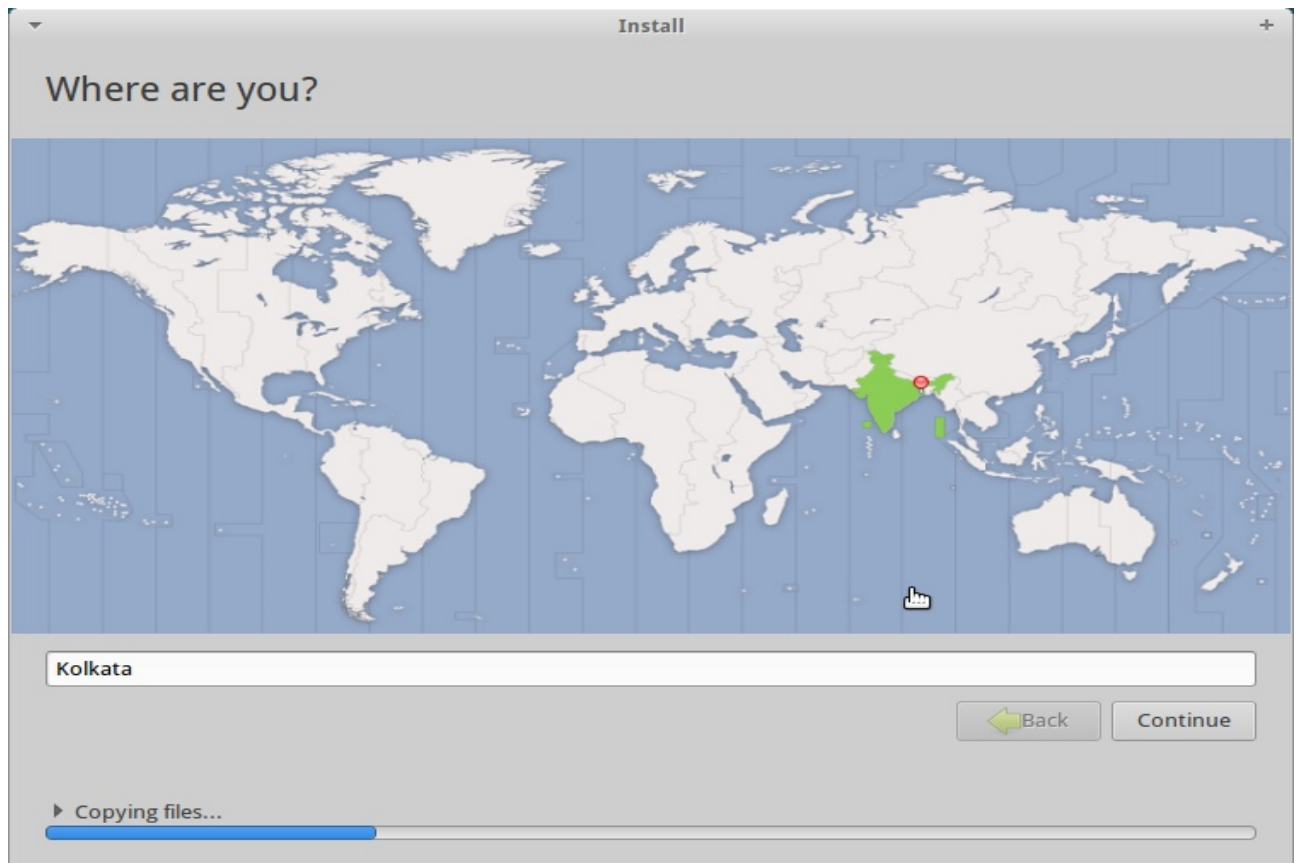 Install
Where are you?
Kolkata
Back
Continue
Copying files...